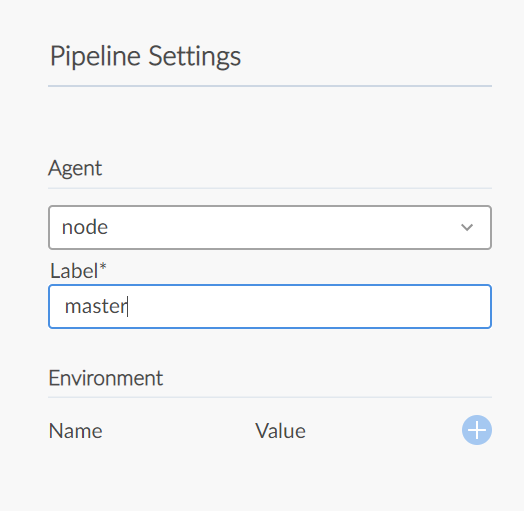 Pipeline Settings
Agent
node
Label*
master
Environment
Name Value